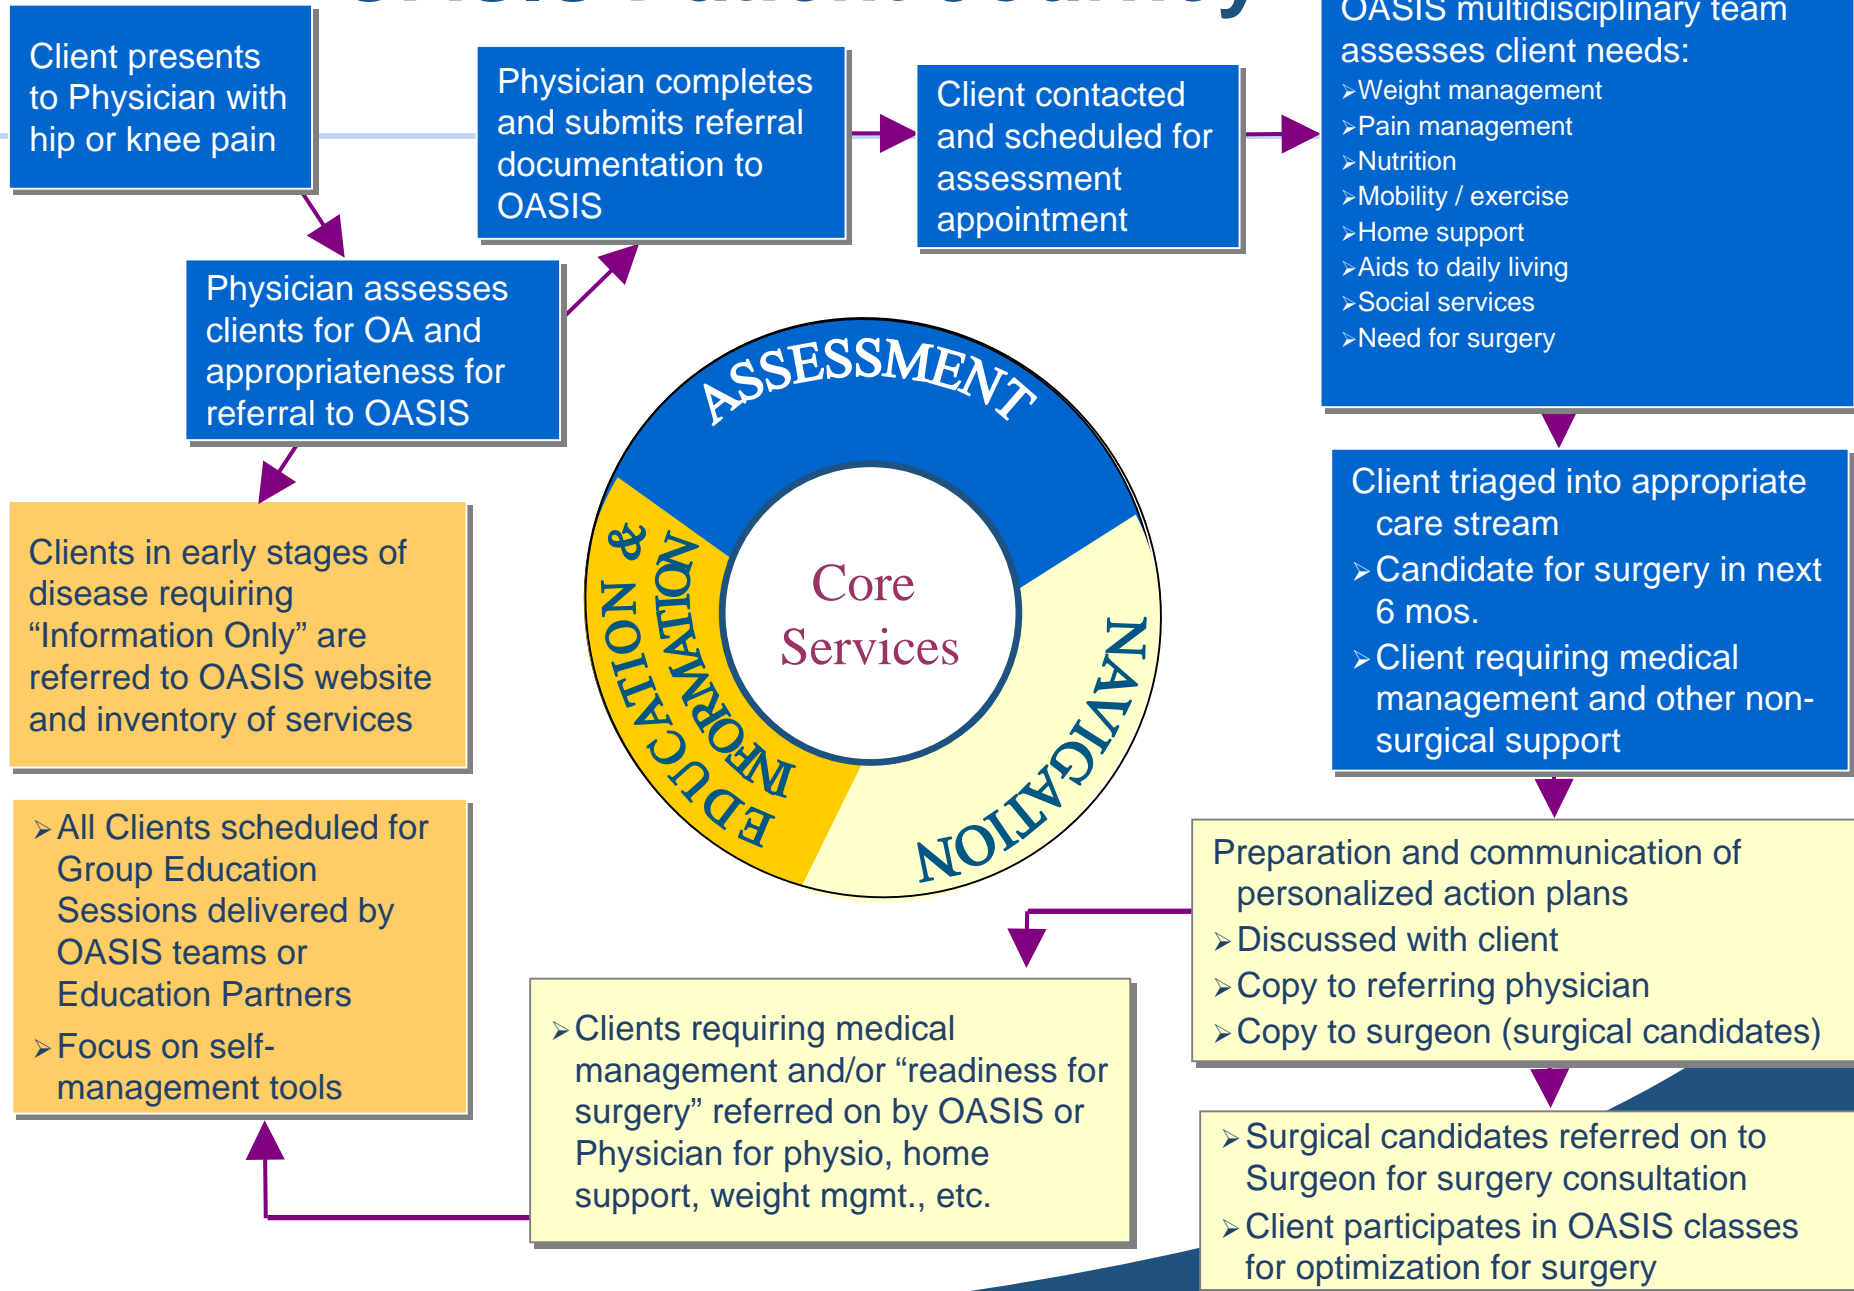 OASIS Patient Journey
Client presents
to Physician with
hip or knee pain
Physician assesses
clients for OA and
appropriateness for
referral to OASIS
Physician completes
and submits referral
documentation to
OASIS
Client contacted
and scheduled for
assessment
appointment
OASIS multidisciplinary team
assesses client needs:
➢Weight management
➢Pain management
➢Nutrition
➢Mobility / exercise
➢Home support
➢Aids to daily living
➢Social services
➢Need for surgery
Client triaged into appropriate
care stream
➢Candidate for surgery in next
6 mos.
➢Client requiring medical
management and other non-
surgical support
Preparation and communication of
personalized action plans
➢Discussed with client
➢Copy to referring physician
➢Copy to surgeon (surgical candidates)
➢Surgical candidates referred on to
Surgeon for surgery consultation
➢Client participates in OASIS classes
for optimization for surgery
➢Clients requiring medical
management and/or “readiness for
surgery” referred on by OASIS or
Physician for physio, home
support, weight mgmt., etc.
Clients in early stages of
disease requiring
“Information Only” are
referred to OASIS website
and inventory of services
➢All Clients scheduled for
Group Education
Sessions delivered by
OASIS teams or
Education Partners
➢Focus on self-
management tools
ASSESSMENT
NAVIGATION
EDUCATION &
INFORMATION
Core
Services